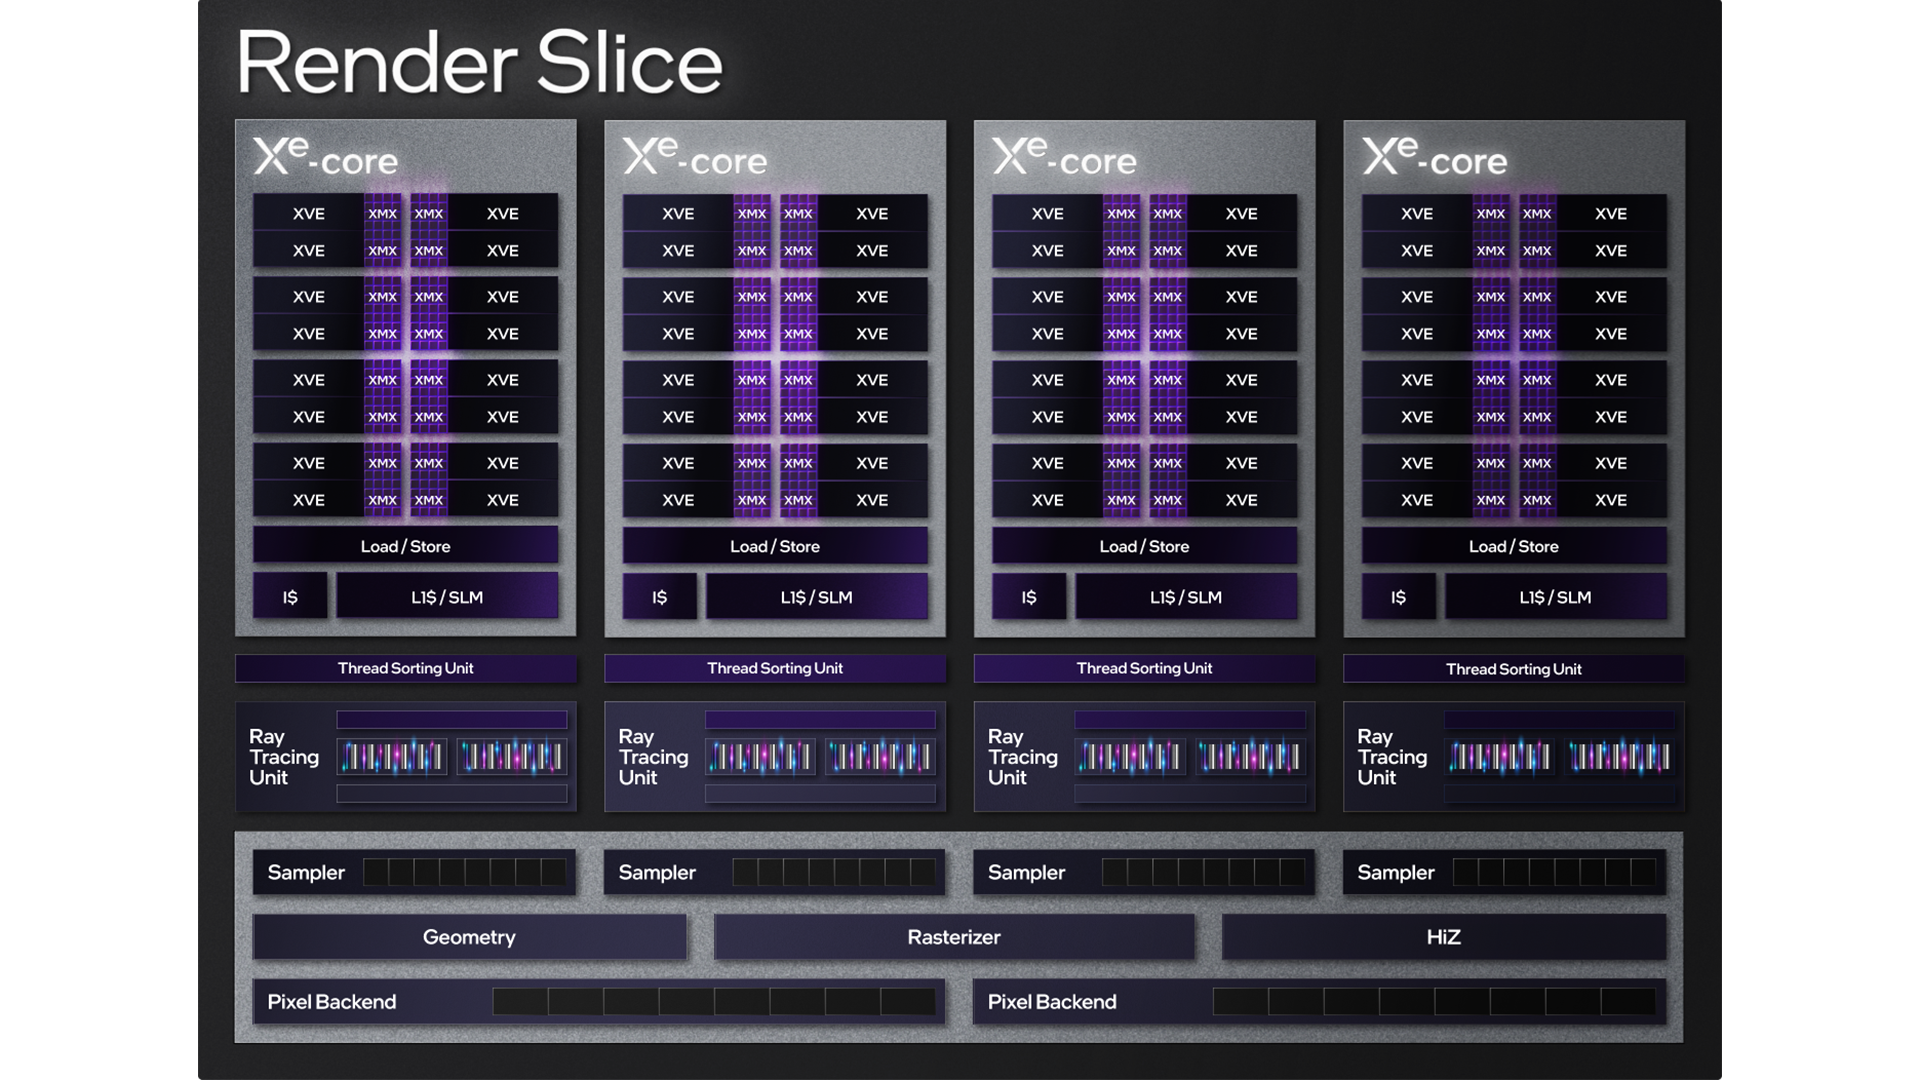 Render Slice
Xe-core Xe-core Xe-core Xe-core
XVE XMX XMX XVE XVE XMX XMX XVE XVE XMX XMX XVE XVE XMX XMX XVE
XVE XMX XMX XVE XVE XMX XMX XVE XVE XMX XMX XVE XVE XMX XMX XVE
XVE XMX XMX XVE XVE XMX XMX XVE XVE XMX XMX XVE XVE XMX XMX XVE
XVE XMX XMX XVE XVE XMX XMX XVE XVE XMX XMX XVE XVE XMX XMX XVE
XVE XMX XMX XVE XVE XMX XMX XVE XVE XMX XMX XVE XVE XMX XMX XVE
XVE XMX XMX XVE XVE XMX XMX XVE XVE XMX XMX XVE XVE XMX XMX XVE
XVE XMX XMX XVE XVE XMX XMX XVE XVE XMX XMX XVE XVE XMX XMX XVE
XVE XMX XMX XVE XVE XMX XMX XVE XVE XMX XMX XVE XVE XMX XMX XVE
Load / Store Load / Store Load / Store Load / Store
I$ L1$ / SLM I$ L1$ / SLM I$ L1$ / SLM I$ L1$ / SLM
Thread Sorting Unit Thread Sorting Unit Thread Sorting Unit Thread Sorting Unit
Ray Ray Ray Ray
Tracing Tracing Tracing Tracing
Unit Unit Unit Unit
Sampler Sampler Sampler Sampler
Geometry Rasterizer HiZ
Pixel Backend Pixel Backend